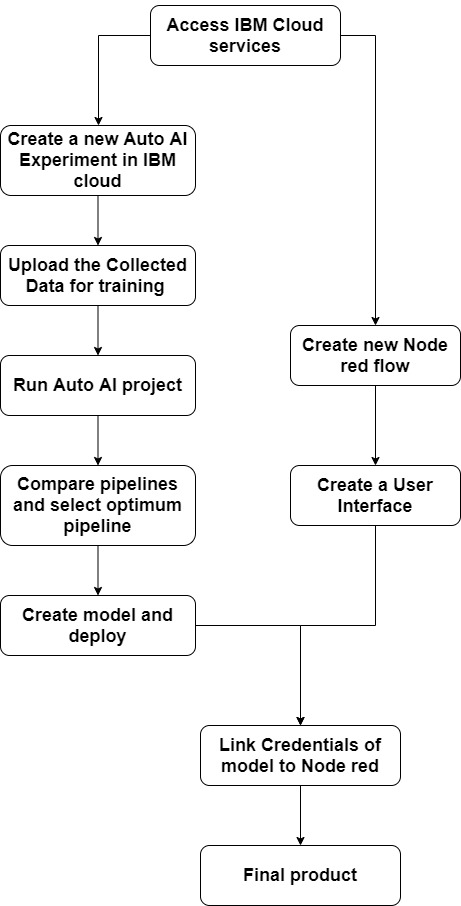 Access IBM Cloud
services
Create a new Auto AI
Experiment in IBM
cloud
Upload the Collected
Data for training
Run Auto AI project
Compare pipelines
and select optimum
pipeline
Create model and
deploy
Create new Node
red flow
Create a User
Interface
Link Credentials of
model to Node red
Final product